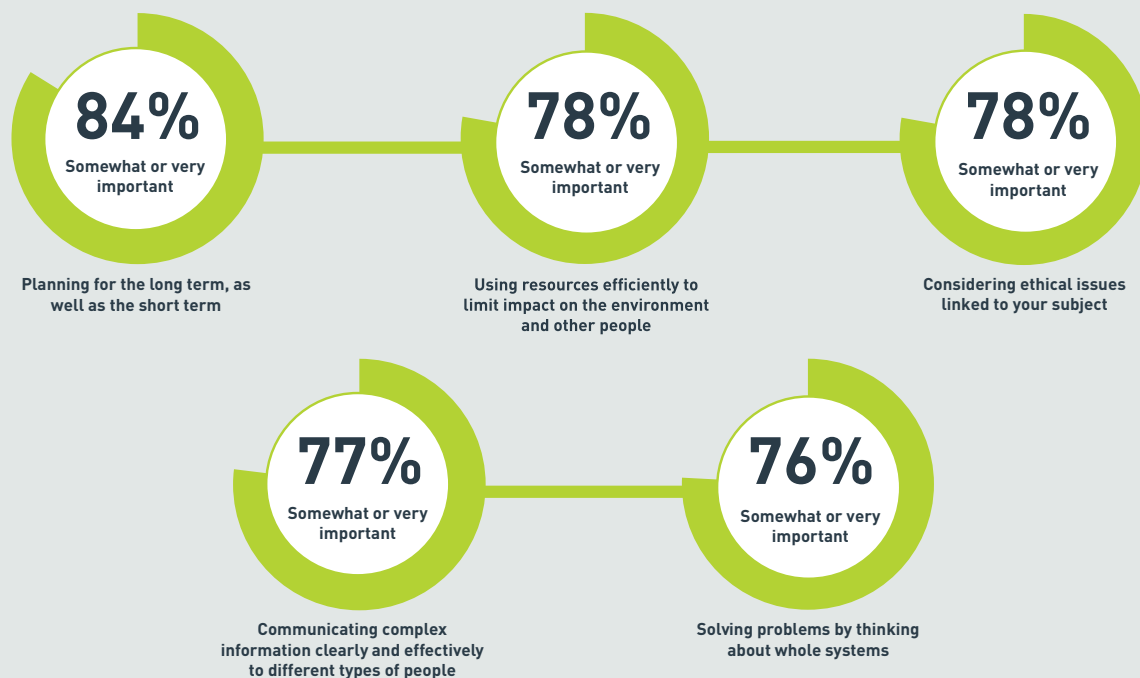 84%
Somewhat or very
important
Planning for the long term, as
well as the short term
78%
Somewhat or very
important
Using resources efficiently to
limit impact on the environment
and other people
78%
Somewhat or very
important
Considering ethical issues
linked to your subject
77%
Somewhat or very
important
Communicating complex
information clearly and effectively
to different types of people
76%
Somewhat or very
important
Solving problems by thinking
about whole systems